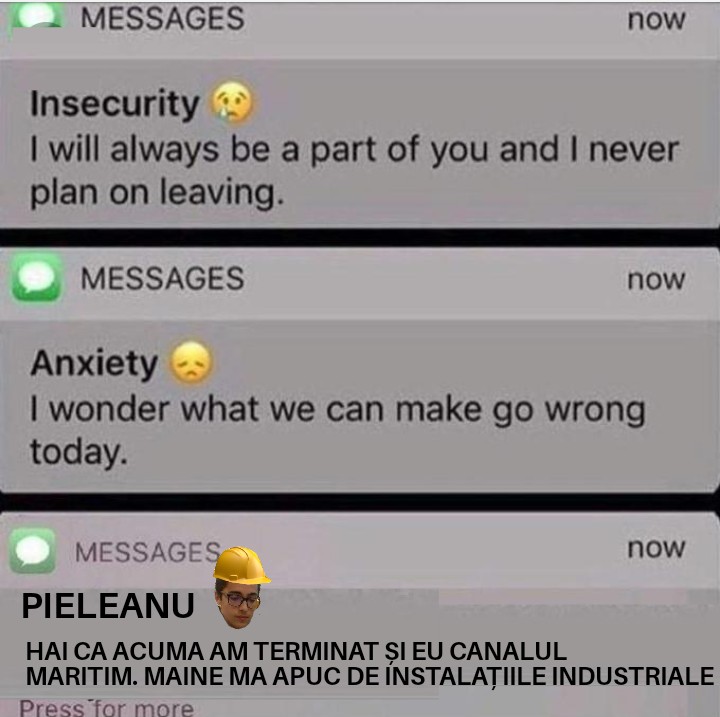 MESSAGES now
Insecurity 😢
I will always be a part of you and I never
plan on leaving.
MESSAGES now
Anxiety 😞
I wonder what we can make go wrong
today.
MESSAGES now
PIELEANU
HAI CA ACUMA AM TERMINAT ȘI EU CANALUL
MARITIM. MAINE MA APUC DE INSTALAȚIILE INDUSTRIALE
Press for more